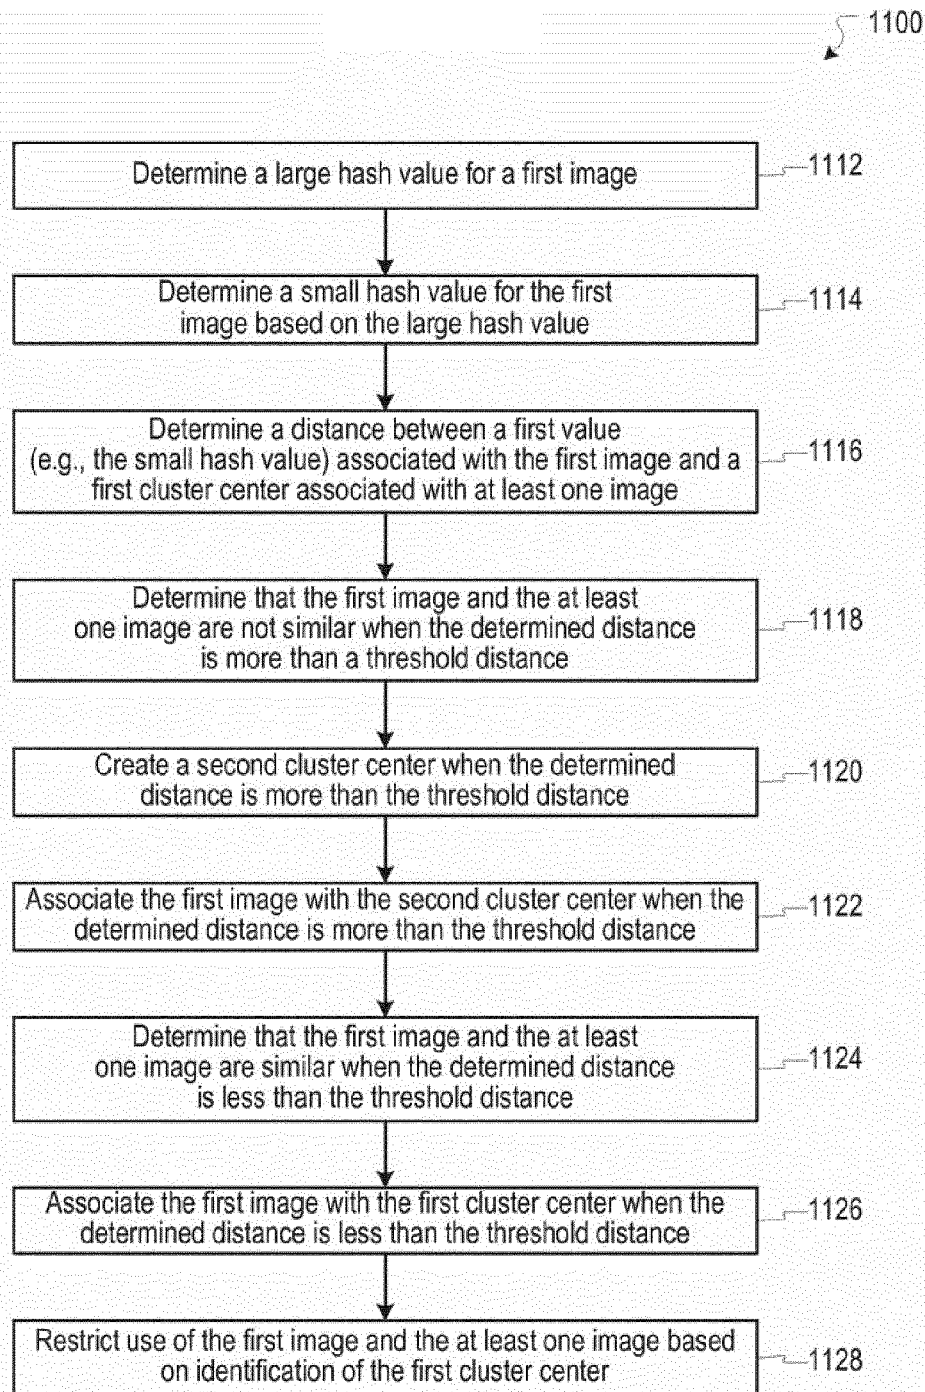 1100
Determine a large hash value for a first image
1112
Determine a small hash value for the first
image based on the large hash value
1114
Determine a distance between a first value
(e.g., the small hash value) associated with the first image and a
first cluster center associated with at least one image
1116
Determine that the first image and the at least
one image are not similar when the determined distance
is more than a threshold distance
1118
Create a second cluster center when the determined
distance is more than the threshold distance
1120
Associate the first image with the second cluster center when the
determined distance is more than the threshold distance
1122
Determine that the first image and the at least
one image are similar when the determined distance
is less than the threshold distance
1124
Associate the first image with the first cluster center when the
determined distance is less than the threshold distance
1126
Restrict use of the first image and the at least one image based
on identification of the first cluster center
1128